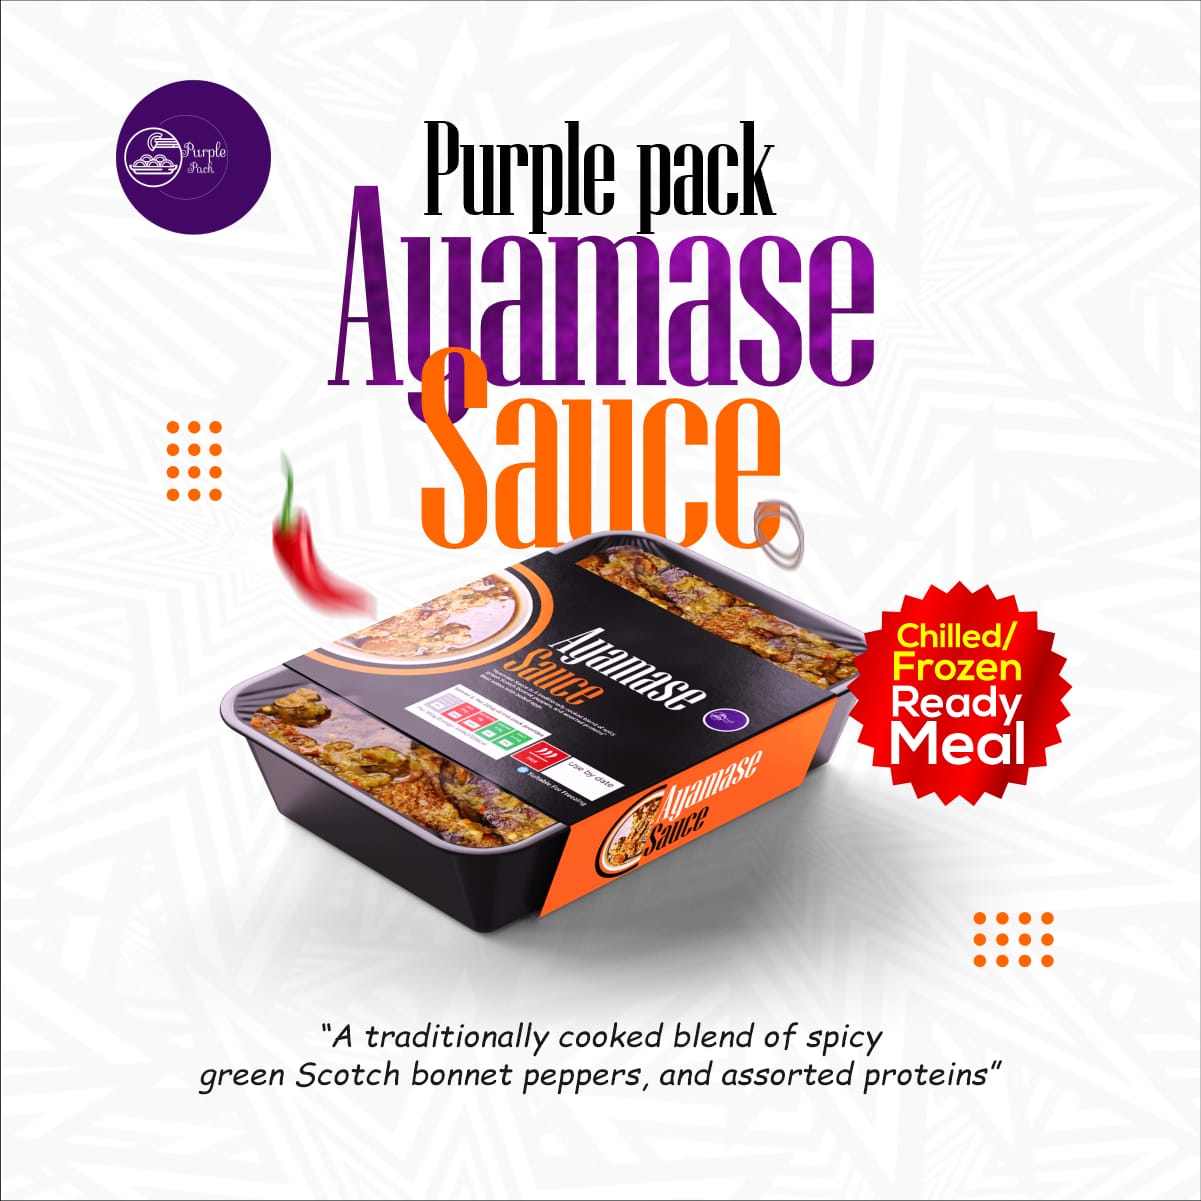 Purple
Pack
Purple pack
Ayamase
Sauce
Ayamase
Sauce
Use by date
Hot
Suitable For Freezing
Ayamase
Sauce
Chilled/
Frozen
Ready
Meal
“A traditionally cooked blend of spicy
green Scotch bonnet peppers, and assorted proteins”